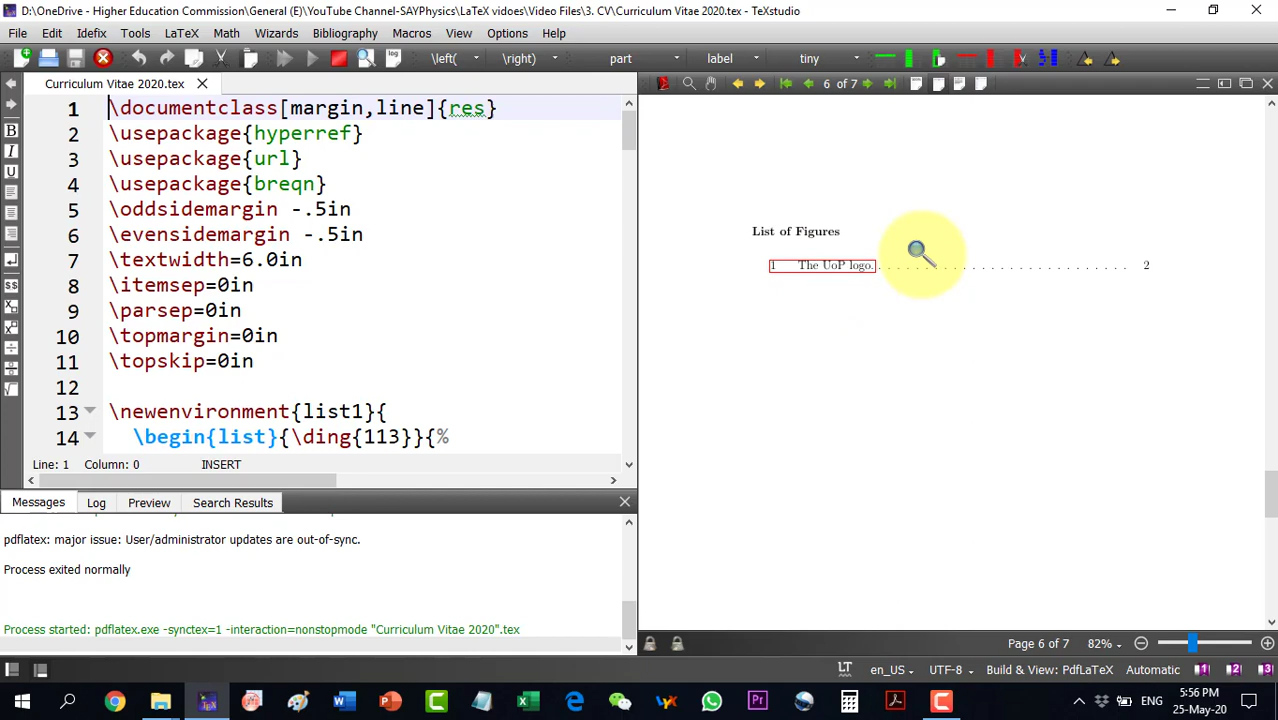 D:\OneDrive - Higher Education Commission\General (E)\YouTube Channel-SAYPhysics\LaTeX vidoes\Video Files\3. CV\Curriculum Vitae 2020.tex - TeXstudio
File Edit Idefix Tools LaTeX Math Wizards Bibliography Macros View Options Help
\left( \right) part label tiny
Curriculum Vitae 2020.tex
6 of 7
1 \documentclass[margin,line]{res}
2 \usepackage{hyperref}
3 \usepackage{url}
4 \usepackage{breqn}
5 \oddsidemargin -.5in
6 \evensidemargin -.5in
7 \textwidth=6.0in
8 \itemsep=0in
9 \parsep=0in
10 \topmargin=0in
11 \topskip=0in
12
13 \newenvironment{list1}{
14 \begin{list}{\ding{113}}{%
Line: 1 Column: 0 INSERT
Messages Log Preview Search Results
pdflatex: major issue: User/administrator updates are out-of-sync.
Process exited normally
Process started: pdflatex.exe -synctex=1 -interaction=nonstopmode "Curriculum Vitae 2020".tex
List of Figures
1 The UoP logo. . . . . . . . . . . . . . . . . . . . . . . 2
Page 6 of 7 82%
LT en_US UTF-8 Build & View: PdfLaTeX Automatic 1 2 3
ENG
5:56 PM
25-May-20